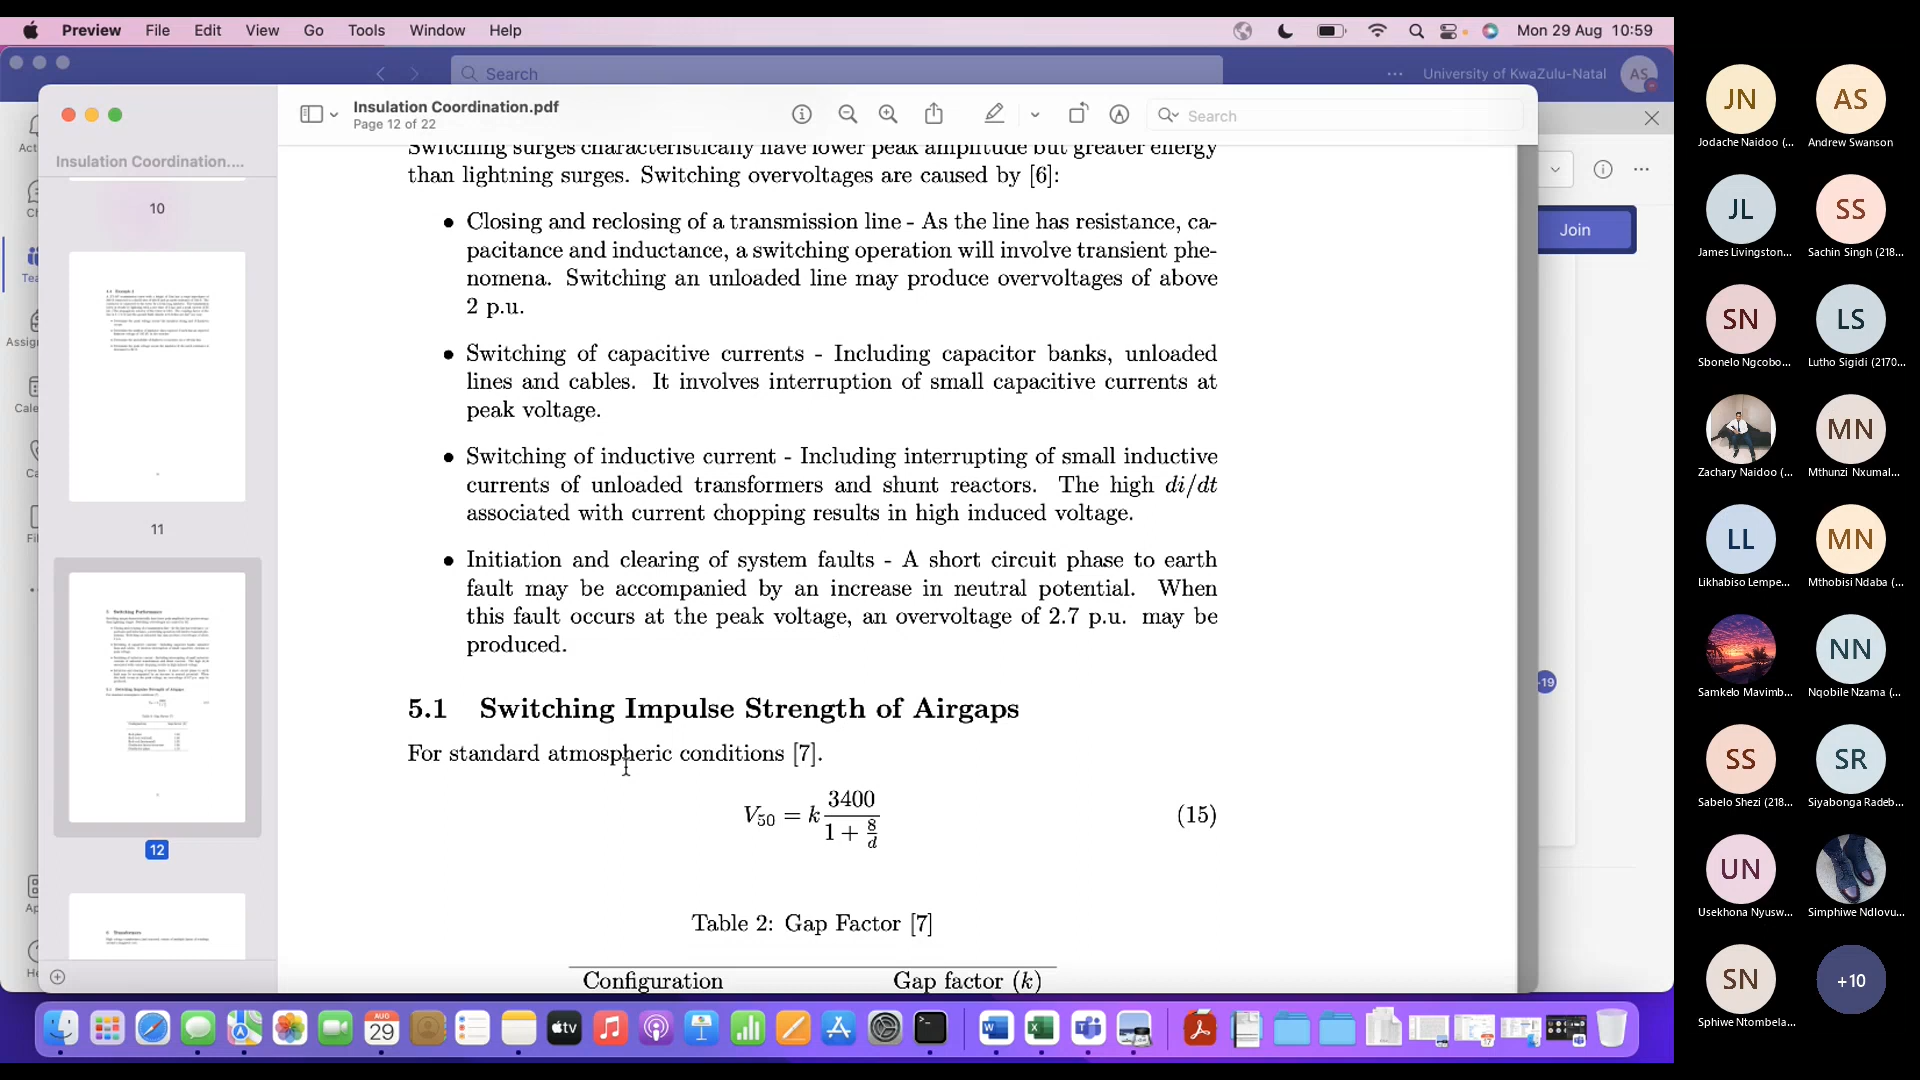 Preview File Edit View Go Tools Window Help
Mon 29 Aug 10:59
Search
University of KwaZulu-Natal
AS
Insulation Coordination.pdf
Page 12 of 22
Search
Insulation Coordination....
10
11
12
Join
Switching surges characteristically have lower peak amplitude but greater energy
than lightning surges. Switching overvoltages are caused by [6]:
• Closing and reclosing of a transmission line - As the line has resistance, ca-
pacitance and inductance, a switching operation will involve transient phe-
nomena. Switching an unloaded line may produce overvoltages of above
2 p.u.
• Switching of capacitive currents - Including capacitor banks, unloaded
lines and cables. It involves interruption of small capacitive currents at
peak voltage.
• Switching of inductive current - Including interrupting of small inductive
currents of unloaded transformers and shunt reactors. The high di/dt
associated with current chopping results in high induced voltage.
• Initiation and clearing of system faults - A short circuit phase to earth
fault may be accompanied by an increase in neutral potential. When
this fault occurs at the peak voltage, an overvoltage of 2.7 p.u. may be
produced.
5.1 Switching Impulse Strength of Airgaps
For standard atmospheric conditions [7].
V50 = k 3400 / (1 + 8/d) (15)
Table 2: Gap Factor [7]
Configuration Gap factor (k)
AUG
29
tv
JN
Jodache Naidoo (...
AS
Andrew Swanson
JL
James Livingston...
SS
Sachin Singh (218...
SN
Sbonelo Ngcobo...
LS
Lutho Sigidi (2170...
Zachary Naidoo (...
MN
Mthunzi Nxumal...
LL
Likhabiso Lempe...
MN
Mthobisi Ndaba (...
Samkelo Mavimb...
NN
Nqobile Nzama (...
SS
Sabelo Shezi (218...
SR
Siyabonga Radeb...
UN
Usekhona Nyusw...
Simphiwe Ndlovu...
SN
Sphiwe Ntombela...
+10